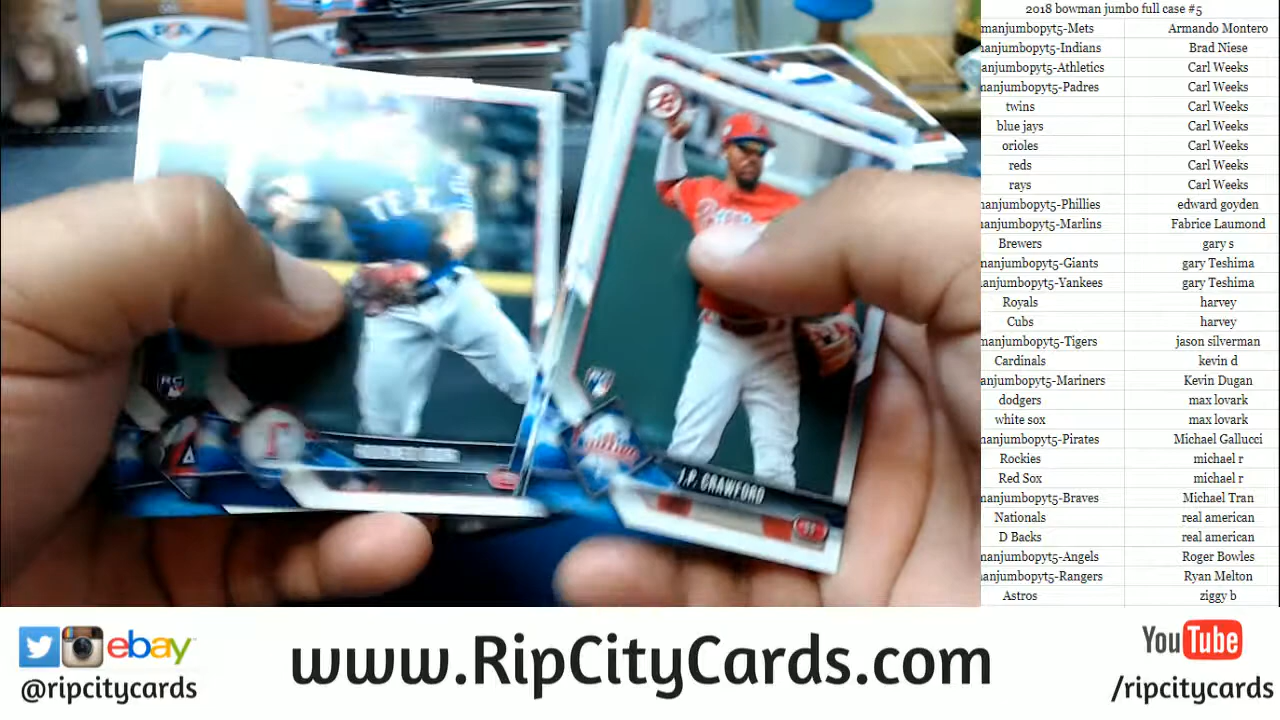 TEX
J.P. CRAWFORD
2018 bowman jumbo full case #5
manjumbopyt5-Mets Armando Montero
manjumbopyt5-Indians Brad Niese
anjumbopyt5-Athletics Carl Weeks
manjumbopyt5-Padres Carl Weeks
twins Carl Weeks
blue jays Carl Weeks
orioles Carl Weeks
reds Carl Weeks
rays Carl Weeks
manjumbopyt5-Phillies edward goyden
manjumbopyt5-Marlins Fabrice Laumond
Brewers gary s
manjumbopyt5-Giants gary Teshima
manjumbopyt5-Yankees gary Teshima
Royals harvey
Cubs harvey
manjumbopyt5-Tigers jason silverman
Cardinals kevin d
anjumbopyt5-Mariners Kevin Dugan
dodgers max lovark
white sox max lovark
manjumbopyt5-Pirates Michael Gallucci
Rockies michael r
Red Sox michael r
manjumbopyt5-Braves Michael Tran
Nationals real american
D Backs real american
manjumbopyt5-Angels Roger Bowles
anjumbopyt5-Rangers Ryan Melton
Astros ziggy b
ebay
@ripcitycards
www.RipCityCards.com
YouTube
/ripcitycards